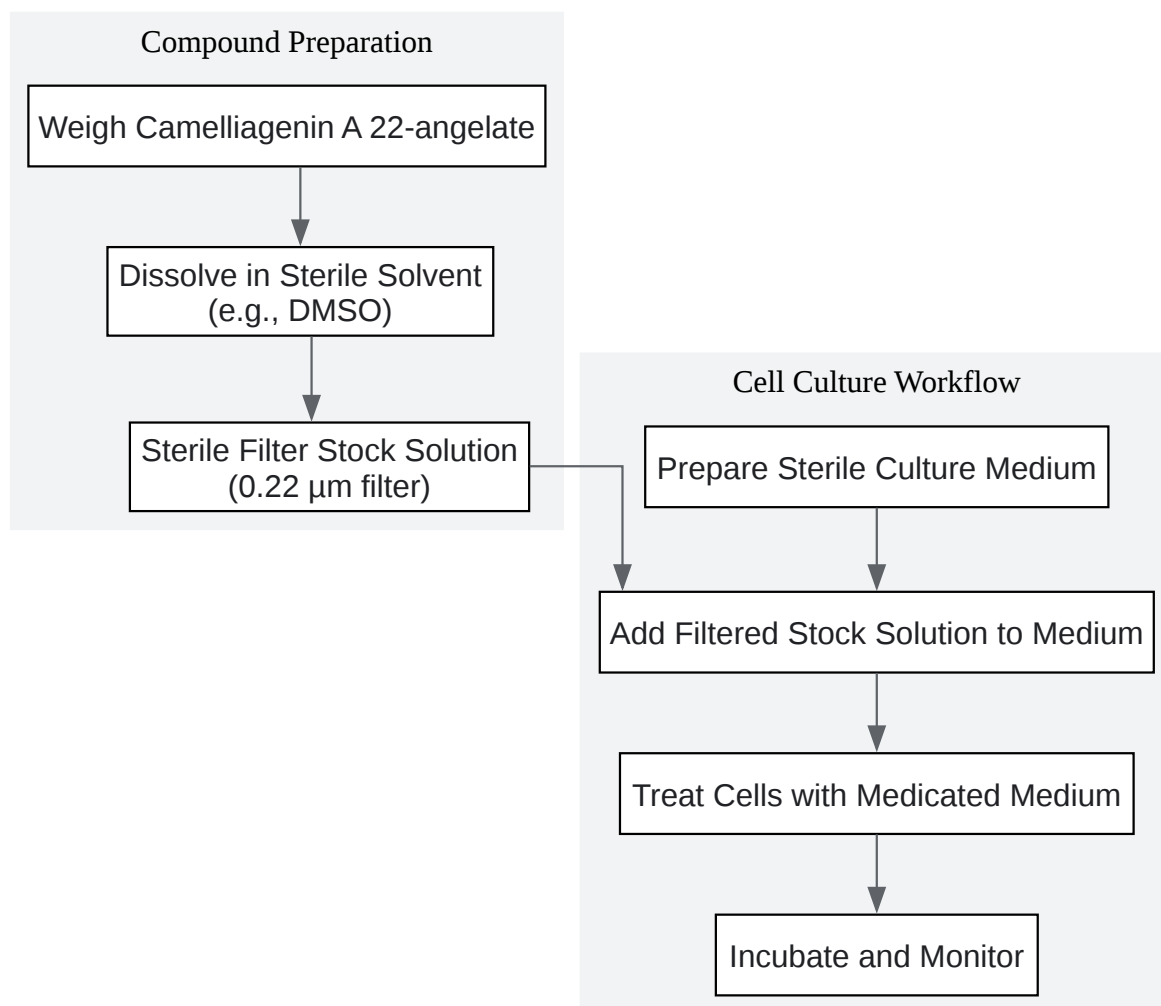 Compound Preparation
Weigh Camelliagenin A 22-angelate
Dissolve in Sterile Solvent
(e.g., DMSO)
Sterile Filter Stock Solution
(0.22 µm filter)
Cell Culture Workflow
Prepare Sterile Culture Medium
Add Filtered Stock Solution to Medium
Treat Cells with Medicated Medium
Incubate and Monitor